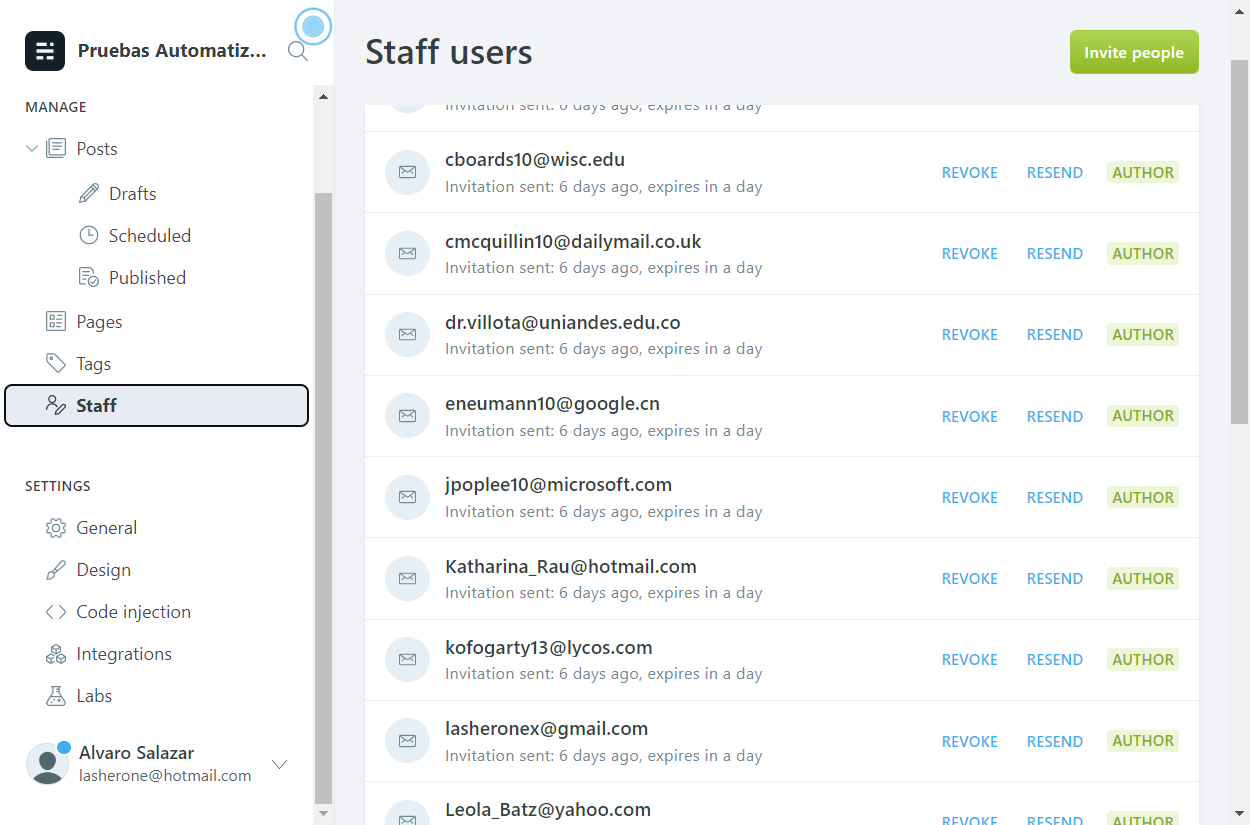 Pruebas Automatiz...
MANAGE
Posts
Drafts
Scheduled
Published
Pages
Tags
Staff
SETTINGS
General
Design
Code injection
Integrations
Labs
Alvaro Salazar
lasherone@hotmail.com
Staff users
Invite people
Invitation sent: 6 days ago, expires in a day
cboards10@wisc.edu
Invitation sent: 6 days ago, expires in a day
REVOKE RESEND AUTHOR
cmcquillin10@dailymail.co.uk
Invitation sent: 6 days ago, expires in a day
REVOKE RESEND AUTHOR
dr.villota@uniandes.edu.co
Invitation sent: 6 days ago, expires in a day
REVOKE RESEND AUTHOR
eneumann10@google.cn
Invitation sent: 6 days ago, expires in a day
REVOKE RESEND AUTHOR
jpoplee10@microsoft.com
Invitation sent: 6 days ago, expires in a day
REVOKE RESEND AUTHOR
Katharina_Rau@hotmail.com
Invitation sent: 6 days ago, expires in a day
REVOKE RESEND AUTHOR
kofogarty13@lycos.com
Invitation sent: 6 days ago, expires in a day
REVOKE RESEND AUTHOR
lasheronex@gmail.com
Invitation sent: 6 days ago, expires in a day
REVOKE RESEND AUTHOR
Leola_Batz@yahoo.com
REVOKE RESEND AUTHOR